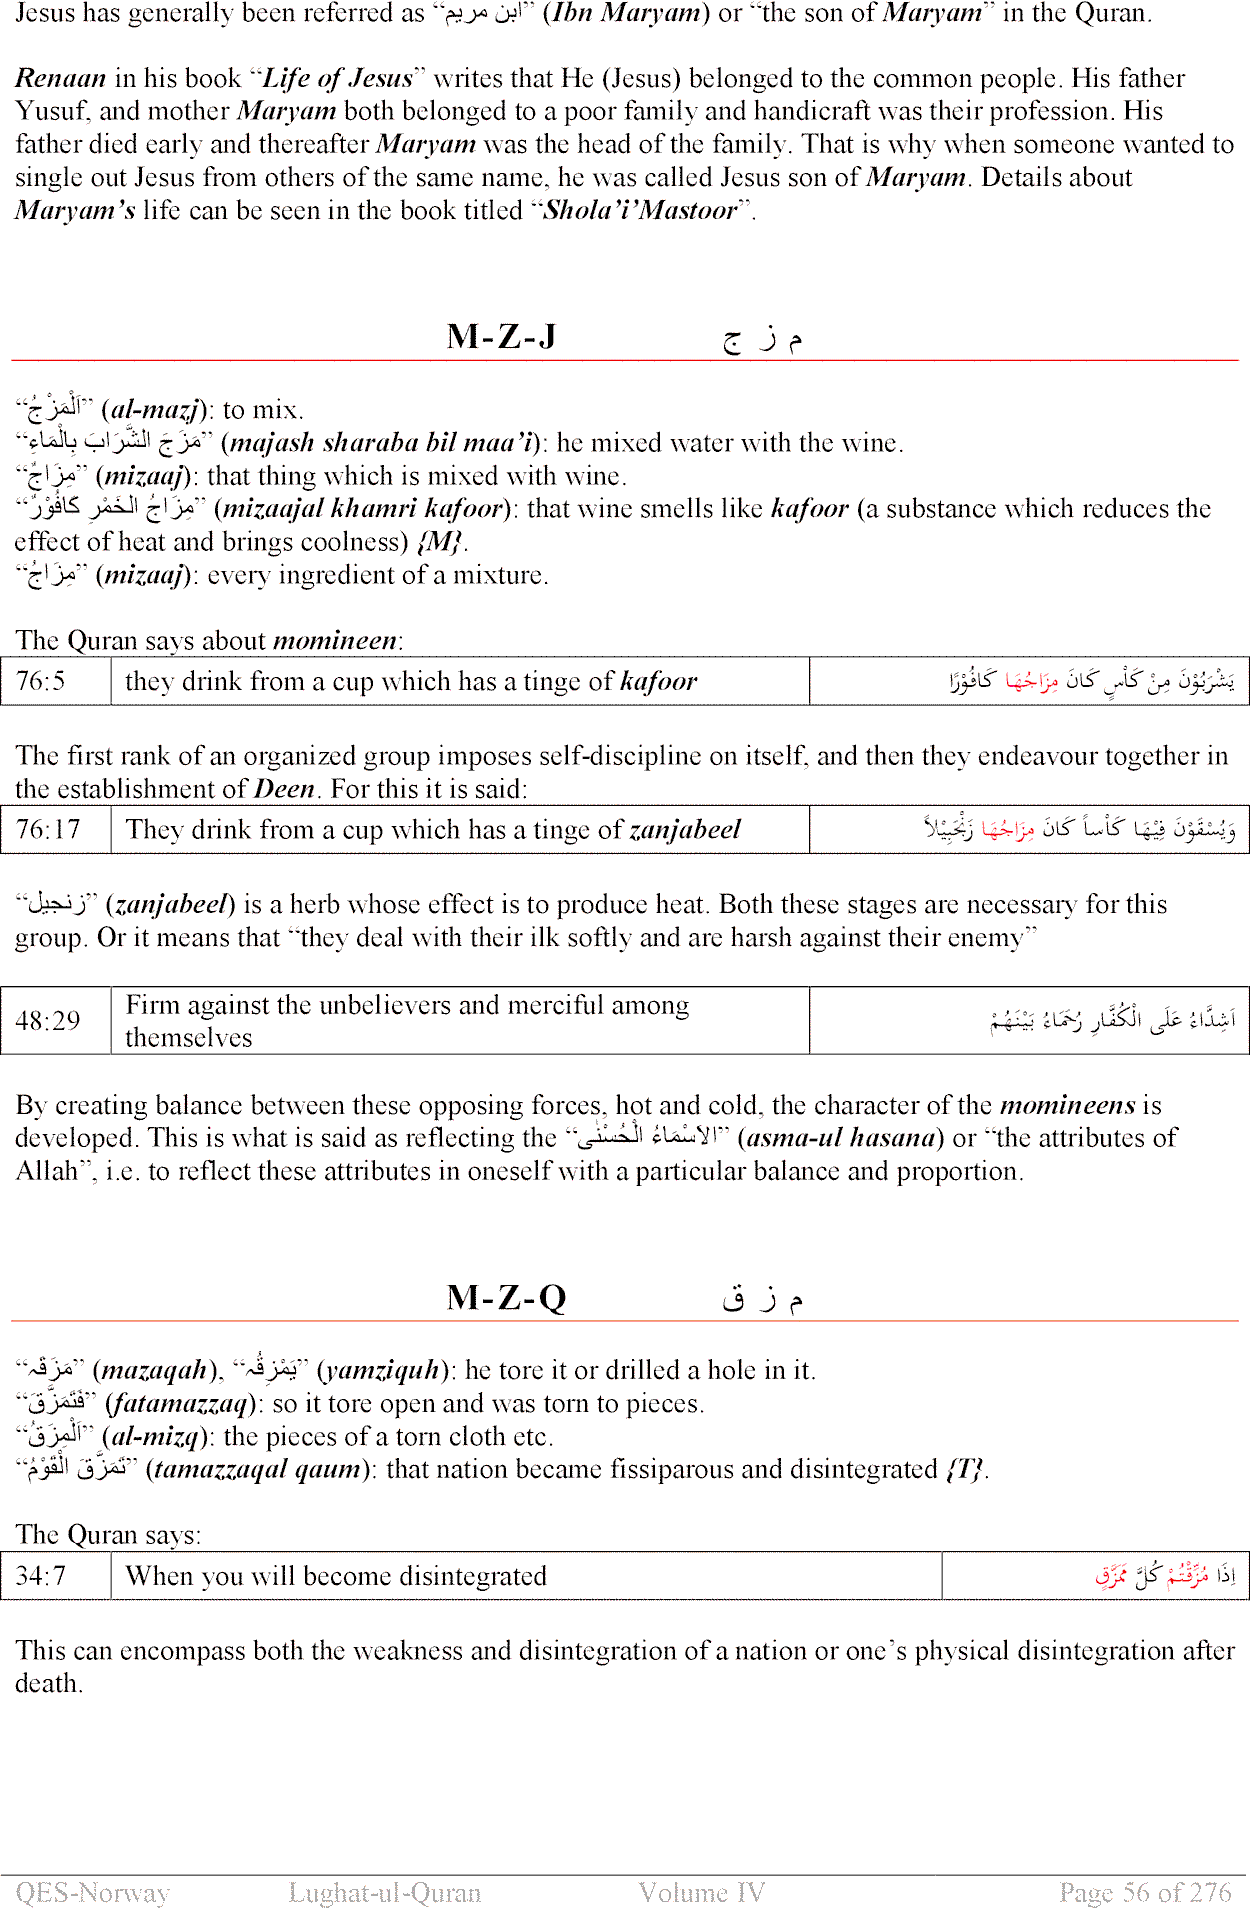 Jesus has generally been referred as “ابن مريم” (Ibn Maryam) or “the son of Maryam” in the Quran.
Renaan in his book “Life of Jesus” writes that He (Jesus) belonged to the common people. His father
Yusuf, and mother Maryam both belonged to a poor family and handicraft was their profession. His
father died early and thereafter Maryam was the head of the family. That is why when someone wanted to
single out Jesus from others of the same name, he was called Jesus son of Maryam. Details about
Maryam’s life can be seen in the book titled “Shola’i’Mastoor”.
M-Z-J م ز ج
“اَلْمَزْجُ” (al-mazj): to mix.
“مَزَجَ الشَّرَابَ بِالْمَاءِ” (majash sharaba bil maa’i): he mixed water with the wine.
“مِزَاجٌ” (mizaaj): that thing which is mixed with wine.
“مِزَاجُ الخَمْرِ كَافُوْرٌ” (mizaajal khamri kafoor): that wine smells like kafoor (a substance which reduces the
effect of heat and brings coolness) {M}.
“مِزَاجٌ” (mizaaj): every ingredient of a mixture.
The Quran says about momineen:
76:5 they drink from a cup which has a tinge of kafoor يَشْرَبُوْنَ مِنْ كَأْسٍ كَانَ مِزَاجُهَا كَافُوْرًا
The first rank of an organized group imposes self-discipline on itself, and then they endeavour together in
the establishment of Deen. For this it is said:
76:17 They drink from a cup which has a tinge of zanjabeel وَيُسْقَوْنَ فِيْهَا كَأْساً كَانَ مِزَاجُهَا زَنْجَبِيْلاً
“زنجيل” (zanjabeel) is a herb whose effect is to produce heat. Both these stages are necessary for this
group. Or it means that “they deal with their ilk softly and are harsh against their enemy”
48:29 Firm against the unbelievers and merciful among
themselves اَشِدَّاءُ عَلَى الْكُفَّارِ رُحَمَاءُ بَيْنَهُمْ
By creating balance between these opposing forces, hot and cold, the character of the momineens is
developed. This is what is said as reflecting the “الاَسْمَاءُ الْحُسْنٰى” (asma-ul hasana) or “the attributes of
Allah”, i.e. to reflect these attributes in oneself with a particular balance and proportion.
M-Z-Q م ز ق
“مَزَقَہ” (mazaqah), “يَمْزِقُہ” (yamziquh): he tore it or drilled a hole in it.
“فَتَمَزَّقَ” (fatamazzaq): so it tore open and was torn to pieces.
“اَلْمِزَقُ” (al-mizq): the pieces of a torn cloth etc.
“تَمَزَّقَ الْقَوْمُ” (tamazzaqal qaum): that nation became fissiparous and disintegrated {T}.
The Quran says:
34:7 When you will become disintegrated اِذَا مُزِّقْتُمْ كُلَّ مُمَزَّقٍ
This can encompass both the weakness and disintegration of a nation or one’s physical disintegration after
death.
QES-Norway Lughat-ul-Quran Volume IV Page 56 of 276